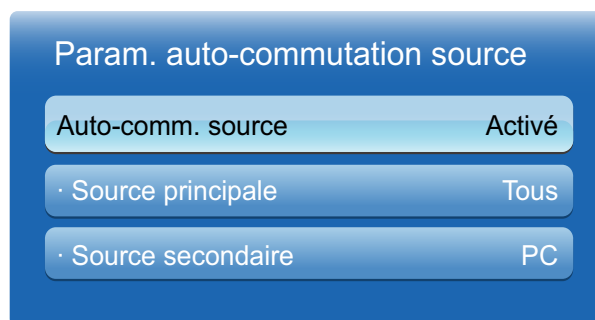 Param. auto-commutation source
Auto-comm. source Activé
· Source principale Tous
· Source secondaire PC